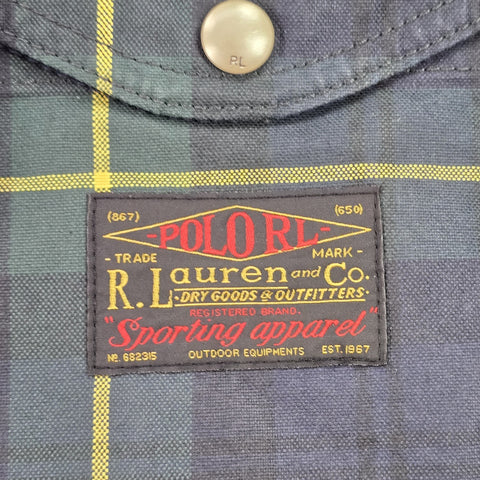 RL
(867) (650)
-POLO RL-
- TRADE MARK -
R. Lauren and Co.
·DRY GOODS & OUTFITTERS·
REGISTERED BRAND·
"Sporting apparel"
No. 682315 OUTDOOR EQUIPMENTS EST. 1967